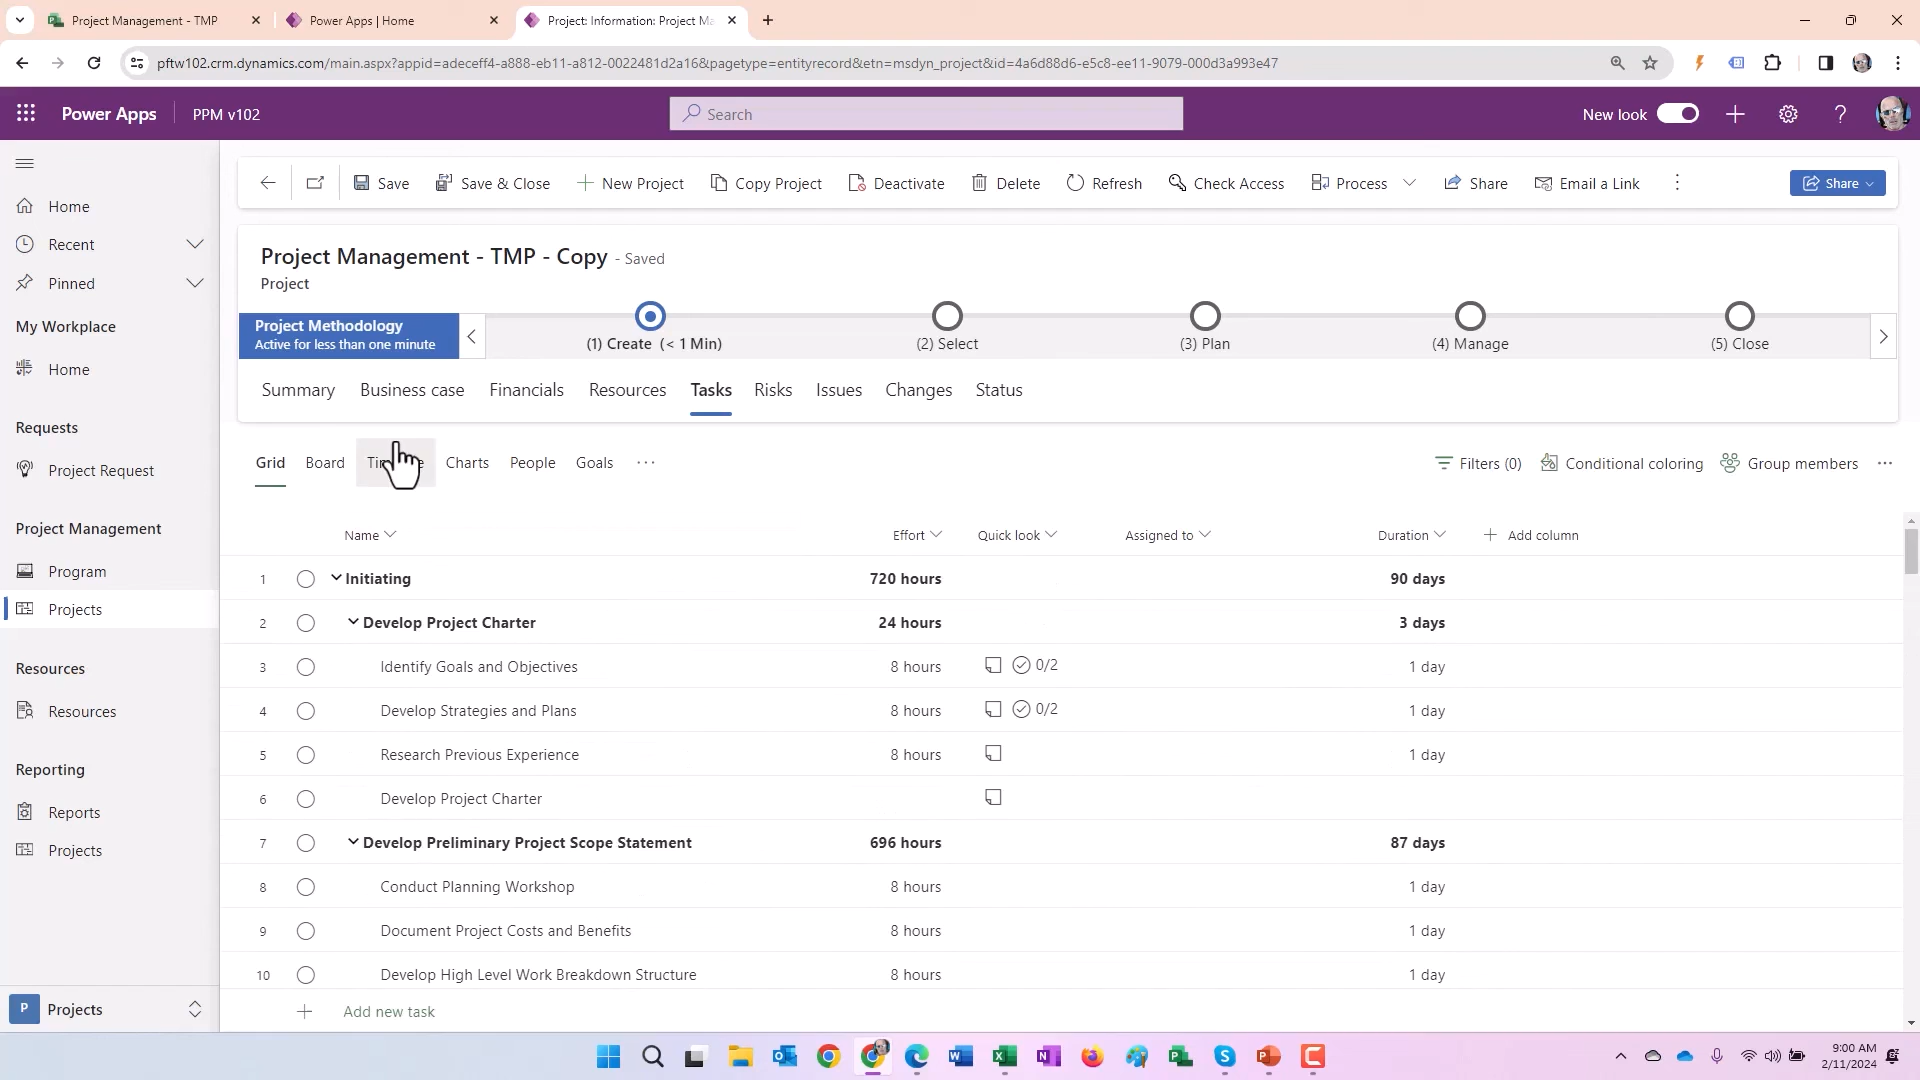 Project Management - TMP
Power Apps | Home
Project: Information: Project Ma
pftw102.crm.dynamics.com/main.aspx?appid=adeceff4-a888-eb11-a812-0022481d2a16&pagetype=entityrecord&etn=msdyn_project&id=4a6d88d6-e5c8-ee11-9079-000d3a993e47
Power Apps
PPM v102
Search
New look
Home
Recent
Pinned
My Workplace
Home
Requests
Project Request
Project Management
Program
Projects
Resources
Resources
Reporting
Reports
Projects
P Projects
Save
Save & Close
New Project
Copy Project
Deactivate
Delete
Refresh
Check Access
Process
Share
Email a Link
Share
Project Management - TMP - Copy - Saved
Project
Project Methodology
Active for less than one minute
(1) Create (< 1 Min)
(2) Select
(3) Plan
(4) Manage
(5) Close
Summary Business case Financials Resources Tasks Risks Issues Changes Status
Grid Board Charts People Goals
Filters (0) Conditional coloring Group members
Name Effort Quick look Assigned to Duration Add column
1 Initiating 720 hours 90 days
2 Develop Project Charter 24 hours 3 days
3 Identify Goals and Objectives 8 hours 0/2 1 day
4 Develop Strategies and Plans 8 hours 0/2 1 day
5 Research Previous Experience 8 hours 1 day
6 Develop Project Charter
7 Develop Preliminary Project Scope Statement 696 hours 87 days
8 Conduct Planning Workshop 8 hours 1 day
9 Document Project Costs and Benefits 8 hours 1 day
10 Develop High Level Work Breakdown Structure 8 hours 1 day
Add new task
9:00 AM
2/11/2024